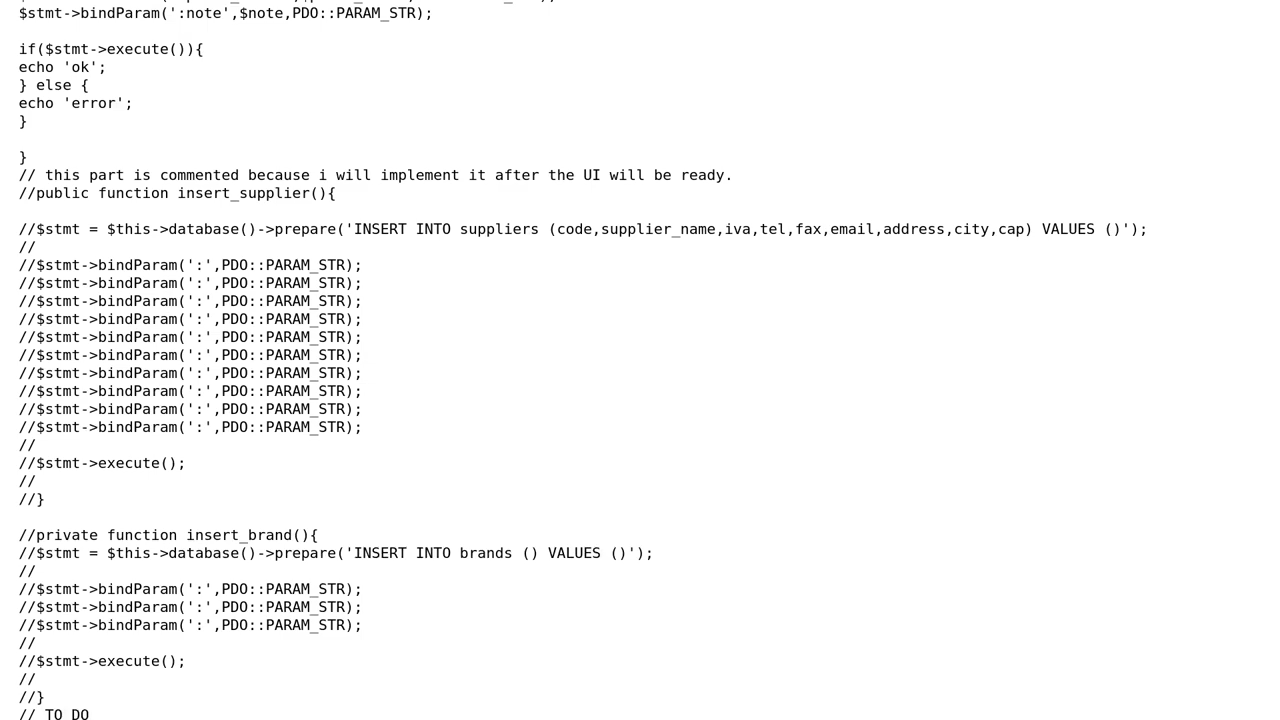 $stmt->bindParam(':note',$note,PDO::PARAM_STR);
if($stmt->execute()){
echo 'ok';
} else {
echo 'error';
}
}
// this part is commented because i will implement it after the UI will be ready.
//public function insert_supplier(){
//$stmt = $this->database()->prepare('INSERT INTO suppliers (code,supplier_name,iva,tel,fax,email,address,city,cap) VALUES ()');
//
//$stmt->bindParam(':',PDO::PARAM_STR);
//$stmt->bindParam(':',PDO::PARAM_STR);
//$stmt->bindParam(':',PDO::PARAM_STR);
//$stmt->bindParam(':',PDO::PARAM_STR);
//$stmt->bindParam(':',PDO::PARAM_STR);
//$stmt->bindParam(':',PDO::PARAM_STR);
//$stmt->bindParam(':',PDO::PARAM_STR);
//$stmt->bindParam(':',PDO::PARAM_STR);
//$stmt->bindParam(':',PDO::PARAM_STR);
//$stmt->bindParam(':',PDO::PARAM_STR);
//
//$stmt->execute();
//
//}
//private function insert_brand(){
//$stmt = $this->database()->prepare('INSERT INTO brands () VALUES ()');
//
//$stmt->bindParam(':',PDO::PARAM_STR);
//$stmt->bindParam(':',PDO::PARAM_STR);
//$stmt->bindParam(':',PDO::PARAM_STR);
//
//$stmt->execute();
//
//}
// TO DO